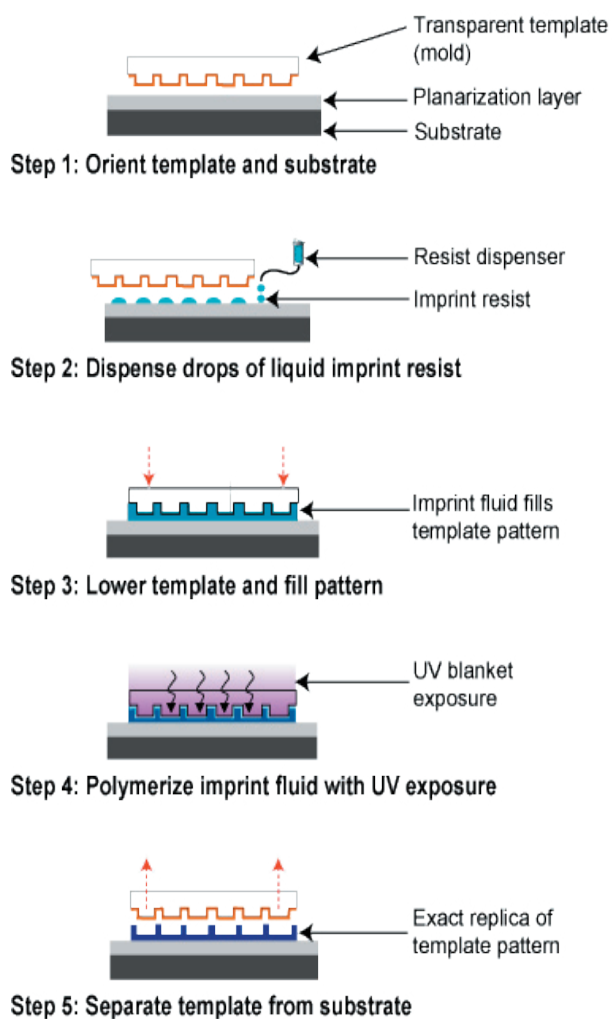 Transparent template
(mold)
Planarization layer
Substrate
Step 1: Orient template and substrate
Resist dispenser
Imprint resist
Step 2: Dispense drops of liquid imprint resist
Imprint fluid fills
template pattern
Step 3: Lower template and fill pattern
UV blanket
exposure
Step 4: Polymerize imprint fluid with UV exposure
Exact replica of
template pattern
Step 5: Separate template from substrate